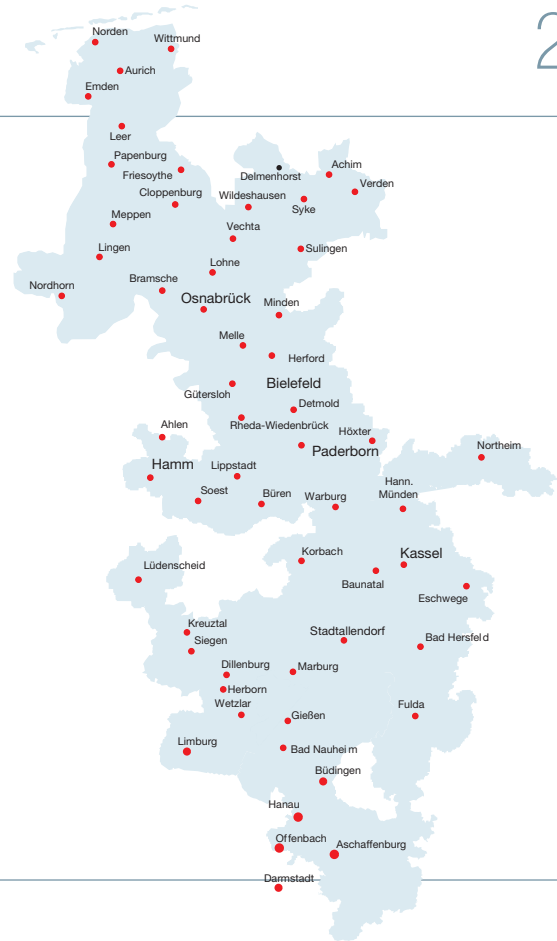 2
Norden
Wittmund
Aurich
Emden
Leer
Papenburg
Friesoythe
Delmenhorst
Achim
Cloppenburg
Wildeshausen
Verden
Syke
Meppen
Vechta
Lingen
Sulingen
Lohne
Nordhorn
Bramsche
Osnabrück
Minden
Melle
Herford
Bielefeld
Gütersloh
Detmold
Ahlen
Rheda-Wiedenbrück
Höxter
Northeim
Paderborn
Hamm
Lippstadt
Hann.
Münden
Soest
Büren
Warburg
Korbach
Kassel
Lüdenscheid
Baunatal
Eschwege
Kreuztal
Siegen
Stadtallendorf
Bad Hersfeld
Dillenburg
Marburg
Herborn
Wetzlar
Gießen
Fulda
Limburg
Bad Nauheim
Büdingen
Hanau
Offenbach
Aschaffenburg
Darmstadt